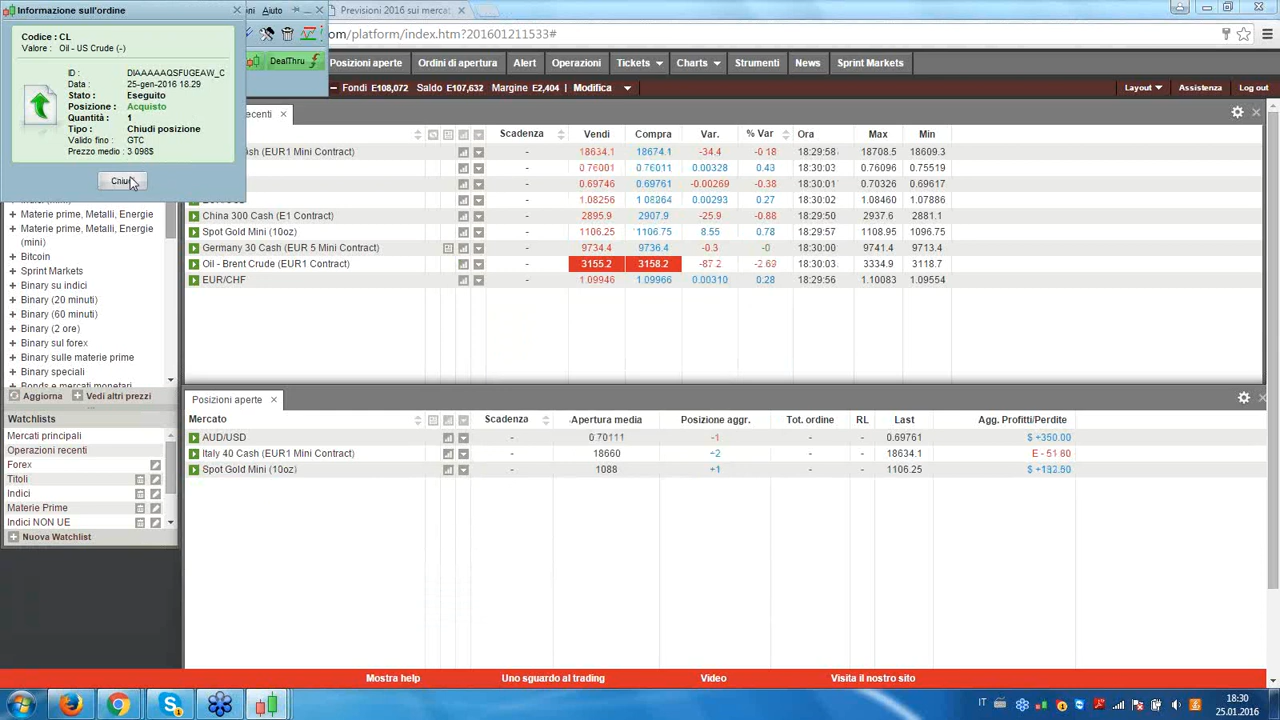 Informazione sull'ordine
Codice : CL
Valore : Oil - US Crude (-)
ID : DIAAAAAQSFUGEAW_C
Data : 25-gen-2016 18.29
Stato : Eseguito
Posizione : Acquisto
Quantità : 1
Tipo : Chiudi posizione
Valido fino : GTC
Prezzo medio : 3 098$
Aiuto
Previsioni 2016 sui mercat
om/platform/index.htm?201601211533#
DealThru
Posizioni aperte Ordini di apertura Alert Operazioni Tickets Charts Strumenti News Sprint Markets
Fondi E108,072 Saldo E107,632 Margine E2,404 Modifica Layout Assistenza Log out
Scadenza Vendi Compra Var. % Var Ora Max Min
(EUR1 Mini Contract) - 18634.1 18674.1 -34.4 -0.18 18:29:58 18708.5 18609.3
- 0.76001 0.76011 0.00328 0.43 18:30:03 0.76096 0.75519
- 0.69746 0.69761 -0.00269 -0.38 18:30:01 0.70326 0.69617
- 1.08256 1.08264 0.00293 0.27 18:30:02 1.08460 1.07886
China 300 Cash (E1 Contract) - 2895.9 2907.9 -25.9 -0.88 18:29:50 2937.6 2881.1
Spot Gold Mini (10oz) - 1106.25 1106.75 8.55 0.78 18:29:57 1108.95 1096.75
Germany 30 Cash (EUR 5 Mini Contract) - 9734.4 9736.4 -0.3 -0 18:30:00 9741.4 9713.4
Oil - Brent Crude (EUR1 Contract) - 3155.2 3158.2 -87.2 -2.69 18:30:03 3334.9 3118.7
EUR/CHF - 1.09946 1.09966 0.00310 0.28 18:29:56 1.10083 1.09554
Materie prime, Metalli, Energie
Materie prime, Metalli, Energie
(mini)
Bitcoin
Sprint Markets
Binary su indici
Binary (20 minuti)
Binary (60 minuti)
Binary (2 ore)
Binary sul forex
Binary sulle materie prime
Binary speciali
Bonds e mercati monetari
Aggiorna Vedi altri prezzi
Watchlists
Mercati principali
Operazioni recenti
Forex
Titoli
Indici
Materie Prime
Indici NON UE
Nuova Watchlist
Posizioni aperte
Mercato Scadenza Apertura media Posizione aggr. Tot. ordine RL Last Agg. Profitti/Perdite
AUD/USD - 0.70111 -1 - - 0.69761 $ +350.00
Italy 40 Cash (EUR1 Mini Contract) - 18660 +2 - - 18634.1 E -51.80
Spot Gold Mini (10oz) - 1088 +1 - - 1106.25 $ +182.50
Mostra help Uno sguardo al trading Video Visita il nostro sito
IT
18:30
25.01.2016